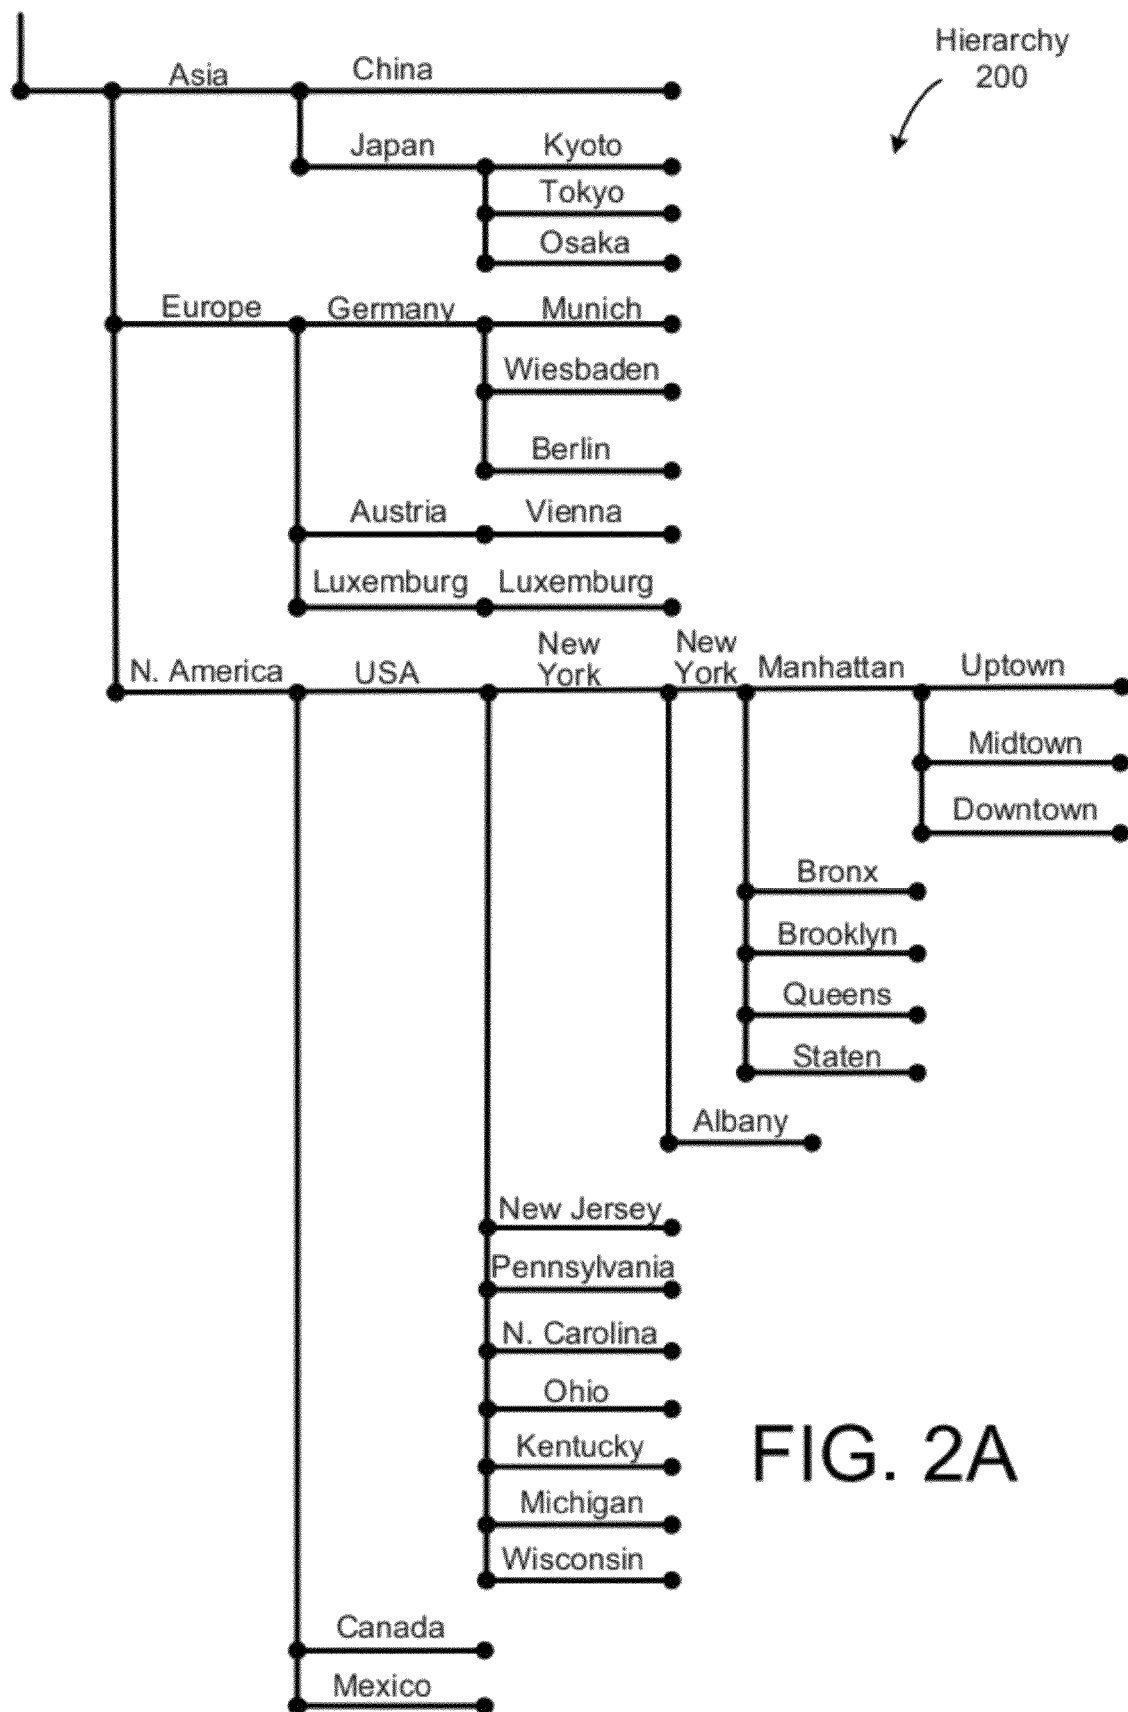 Hierarchy
200
Asia
China
Japan
Kyoto
Tokyo
Osaka
Europe
Germany
Munich
Wiesbaden
Berlin
Austria
Vienna
Luxemburg
Luxemburg
N. America
USA
New
York
New
York
Manhattan
Uptown
Midtown
Downtown
Bronx
Brooklyn
Queens
Staten
Albany
New Jersey
Pennsylvania
N. Carolina
Ohio
Kentucky
Michigan
Wisconsin
Canada
Mexico
FIG. 2A